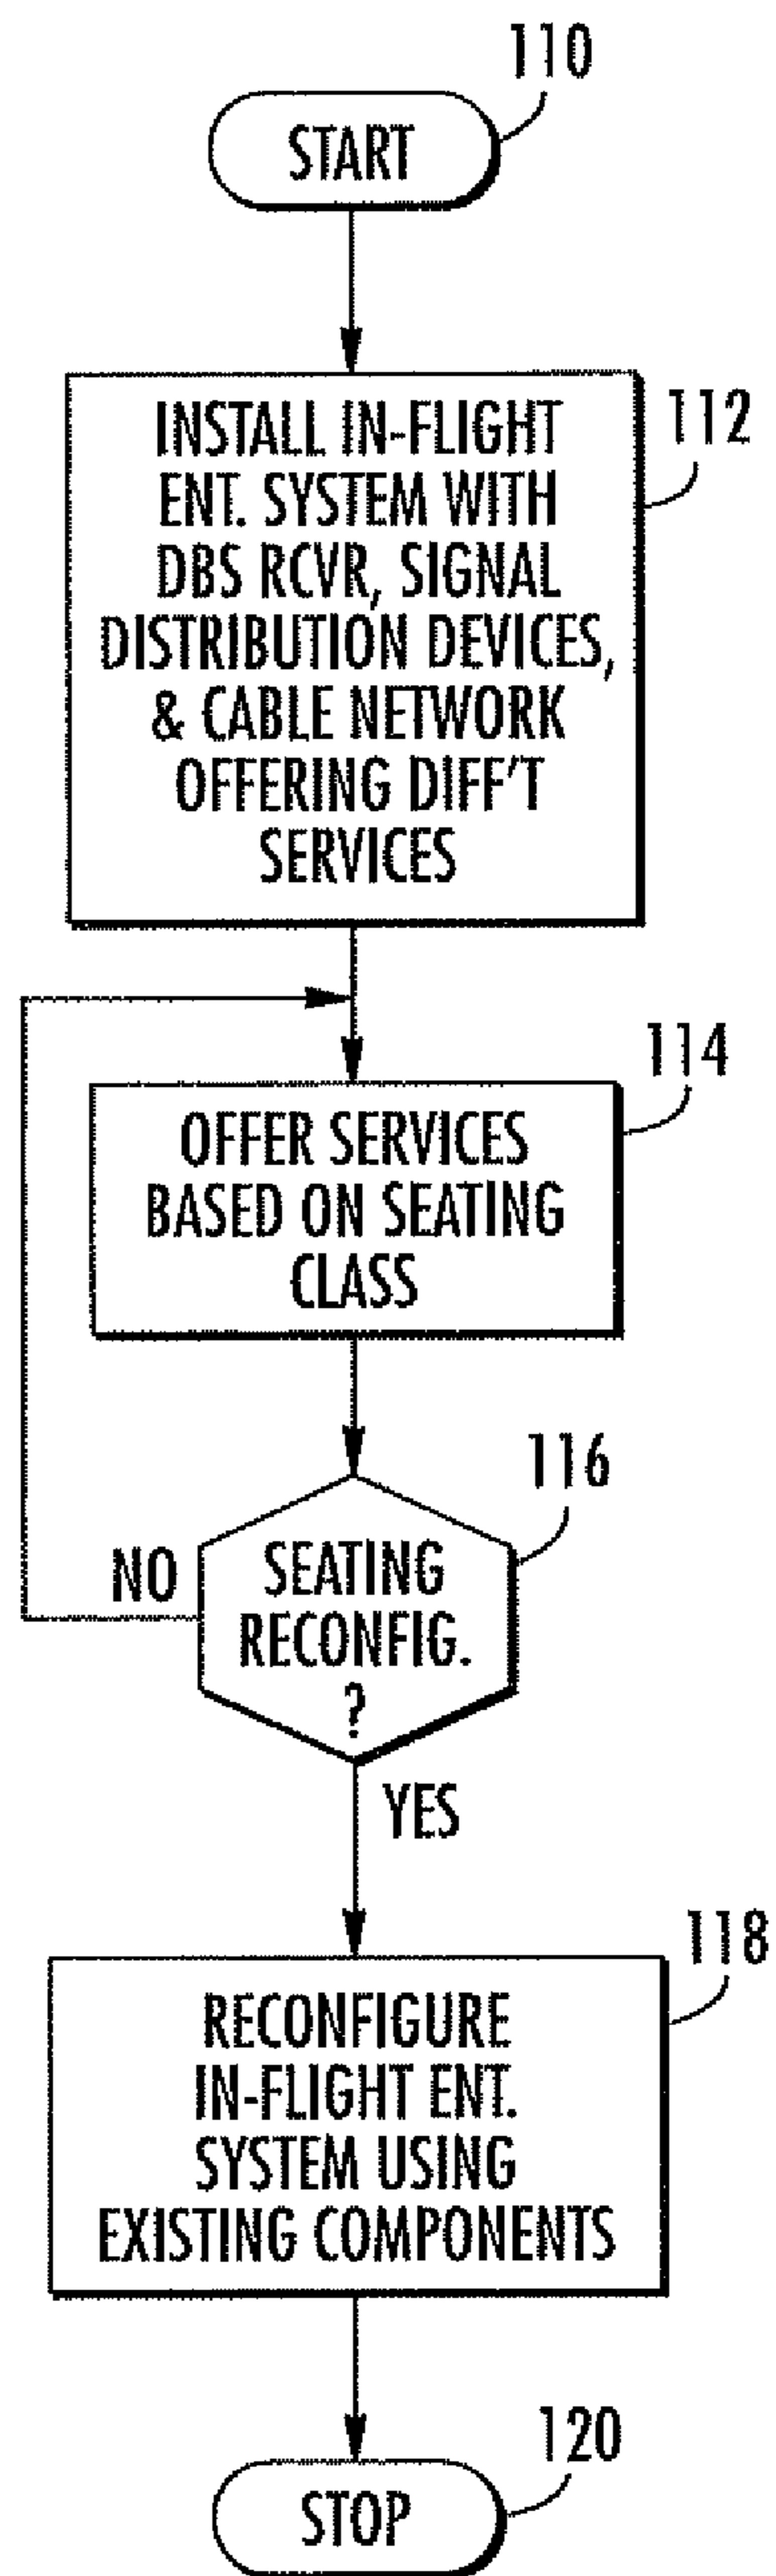 110
START
INSTALL IN-FLIGHT
ENT. SYSTEM WITH
DBS RCVR, SIGNAL
DISTRIBUTION DEVICES,
& CABLE NETWORK
OFFERING DIFF'T
SERVICES
112
114
OFFER SERVICES
BASED ON SEATING
CLASS
116
NO
SEATING
RECONFIG.
?
YES
118
RECONFIGURE
IN-FLIGHT ENT.
SYSTEM USING
EXISTING COMPONENTS
120
STOP